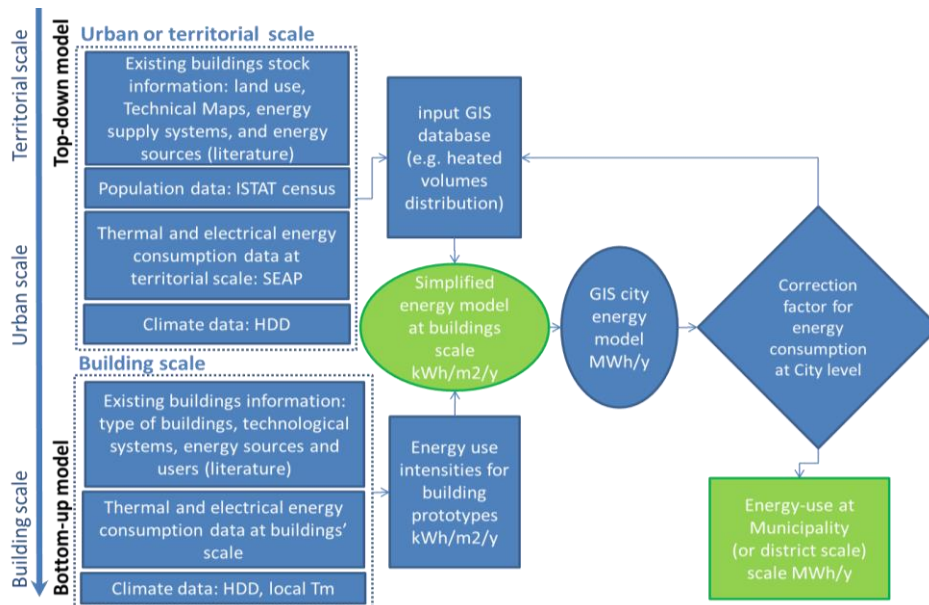 Territorial scale
Urban scale
Building scale
Top-down model
Bottom-up model
Urban or territorial scale
Existing buildings stock
information: land use,
Technical Maps, energy
supply systems, and energy
sources (literature)
Population data: ISTAT census
Thermal and electrical energy
consumption data at
territorial scale: SEAP
Climate data: HDD
Building scale
Existing buildings information:
type of buildings, technological
systems, energy sources and
users (literature)
Thermal and electrical energy
consumption data at buildings'
scale
Climate data: HDD, local Tm
input GIS
database
(e.g. heated
volumes
distribution)
Simplified
energy model
at buildings
scale
kWh/m2/y
Energy use
intensities for
building
prototypes
kWh/m2/y
GIS city
energy
model
MWh/y
Correction
factor for
energy
consumption
at City level
Energy-use at
Municipality
(or district scale)
scale MWh/y